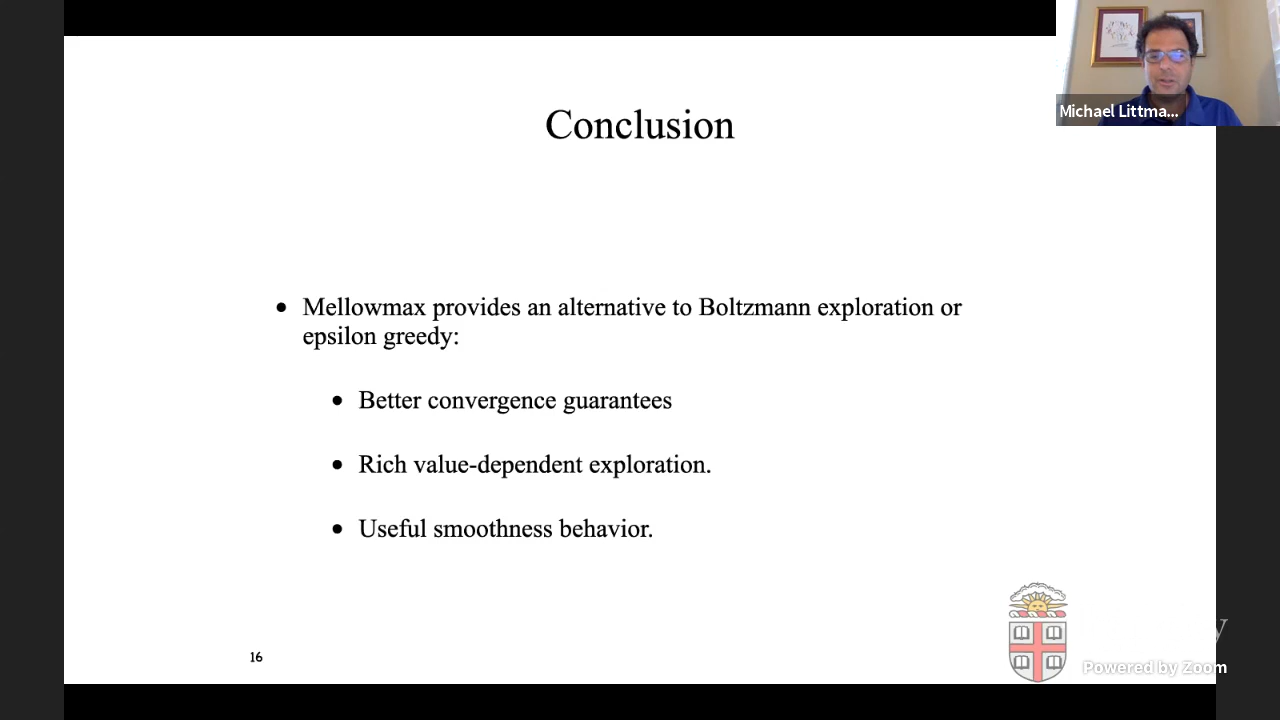 Michael Littma...
Conclusion
• Mellowmax provides an alternative to Boltzmann exploration or
epsilon greedy:
• Better convergence guarantees
• Rich value-dependent exploration.
• Useful smoothness behavior.
16
y
Powered by Zoom